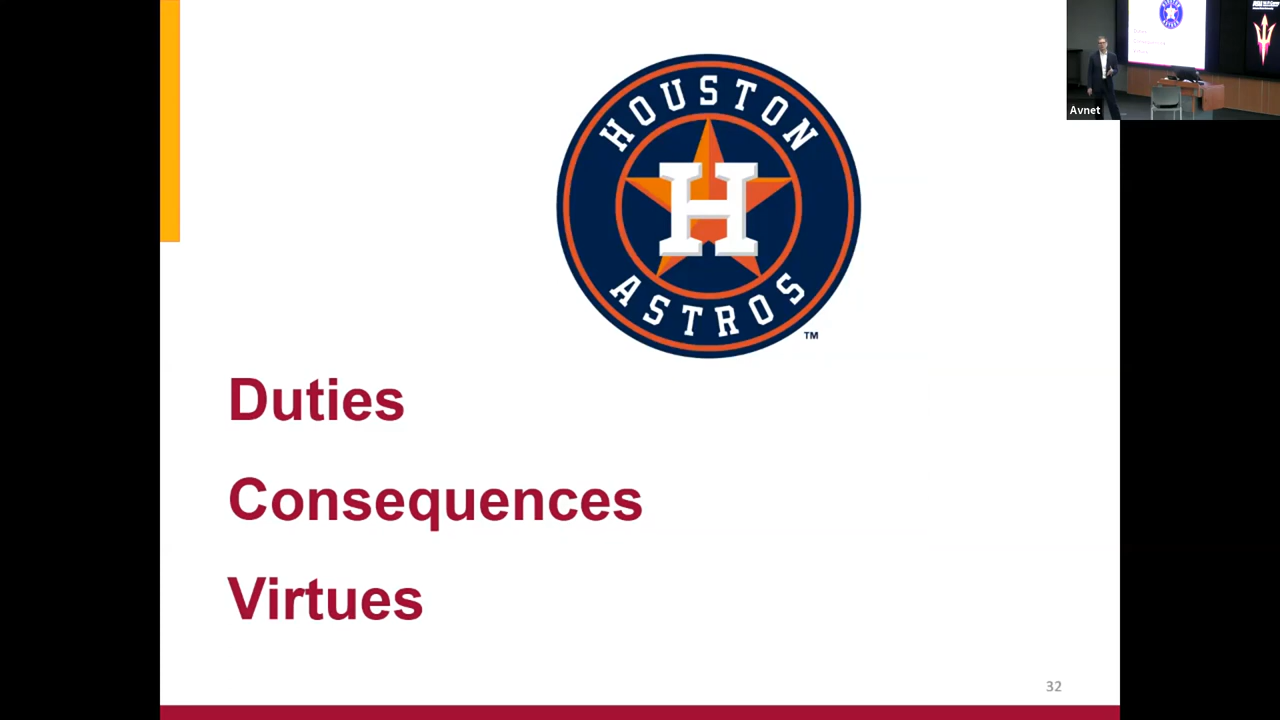 HOUSTON
H
ASTROS
TM
Duties
Consequences
Virtues
32
Avnet